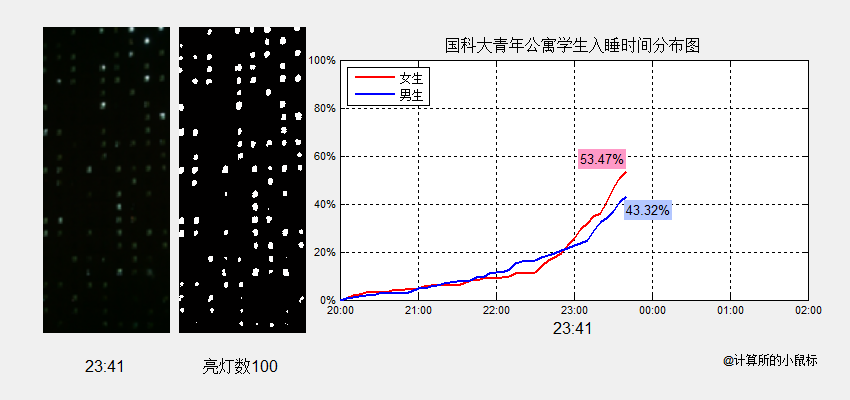 国科大青年公寓学生入睡时间分布图
100%
80%
60%
40%
20%
0%
女生
男生
53.47%
43.32%
20:00 21:00 22:00 23:00 00:00 01:00 02:00
23:41
23:41
亮灯数100
@计算所的小鼠标